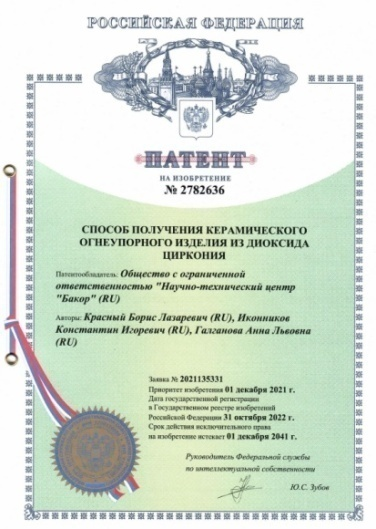 РОССИЙСКАЯ ФЕДЕРАЦИЯ
ПАТЕНТ
НА ИЗОБРЕТЕНИЕ
№ 2782636
СПОСОБ ПОЛУЧЕНИЯ КЕРАМИЧЕСКОГО
ОГНЕУПОРНОГО ИЗДЕЛИЯ ИЗ ДИОКСИДА
ЦИРКОНИЯ
Патентообладатель: Общество с ограниченной
ответственностью "Научно-технический центр
"Бакор" (RU)
Авторы: Красный Борис Лазаревич (RU), Иконников
Константин Игоревич (RU), Галганова Анна Львовна
(RU)
Заявка № 2021135331
Приоритет изобретения 01 декабря 2021 г.
Дата государственной регистрации
в Государственном реестре изобретений
Российской Федерации 31 октября 2022 г.
Срок действия исключительного права
на изобретение истекает 01 декабря 2041 г.
Руководитель Федеральной службы
по интеллектуальной собственности
Ю.С. Зубов